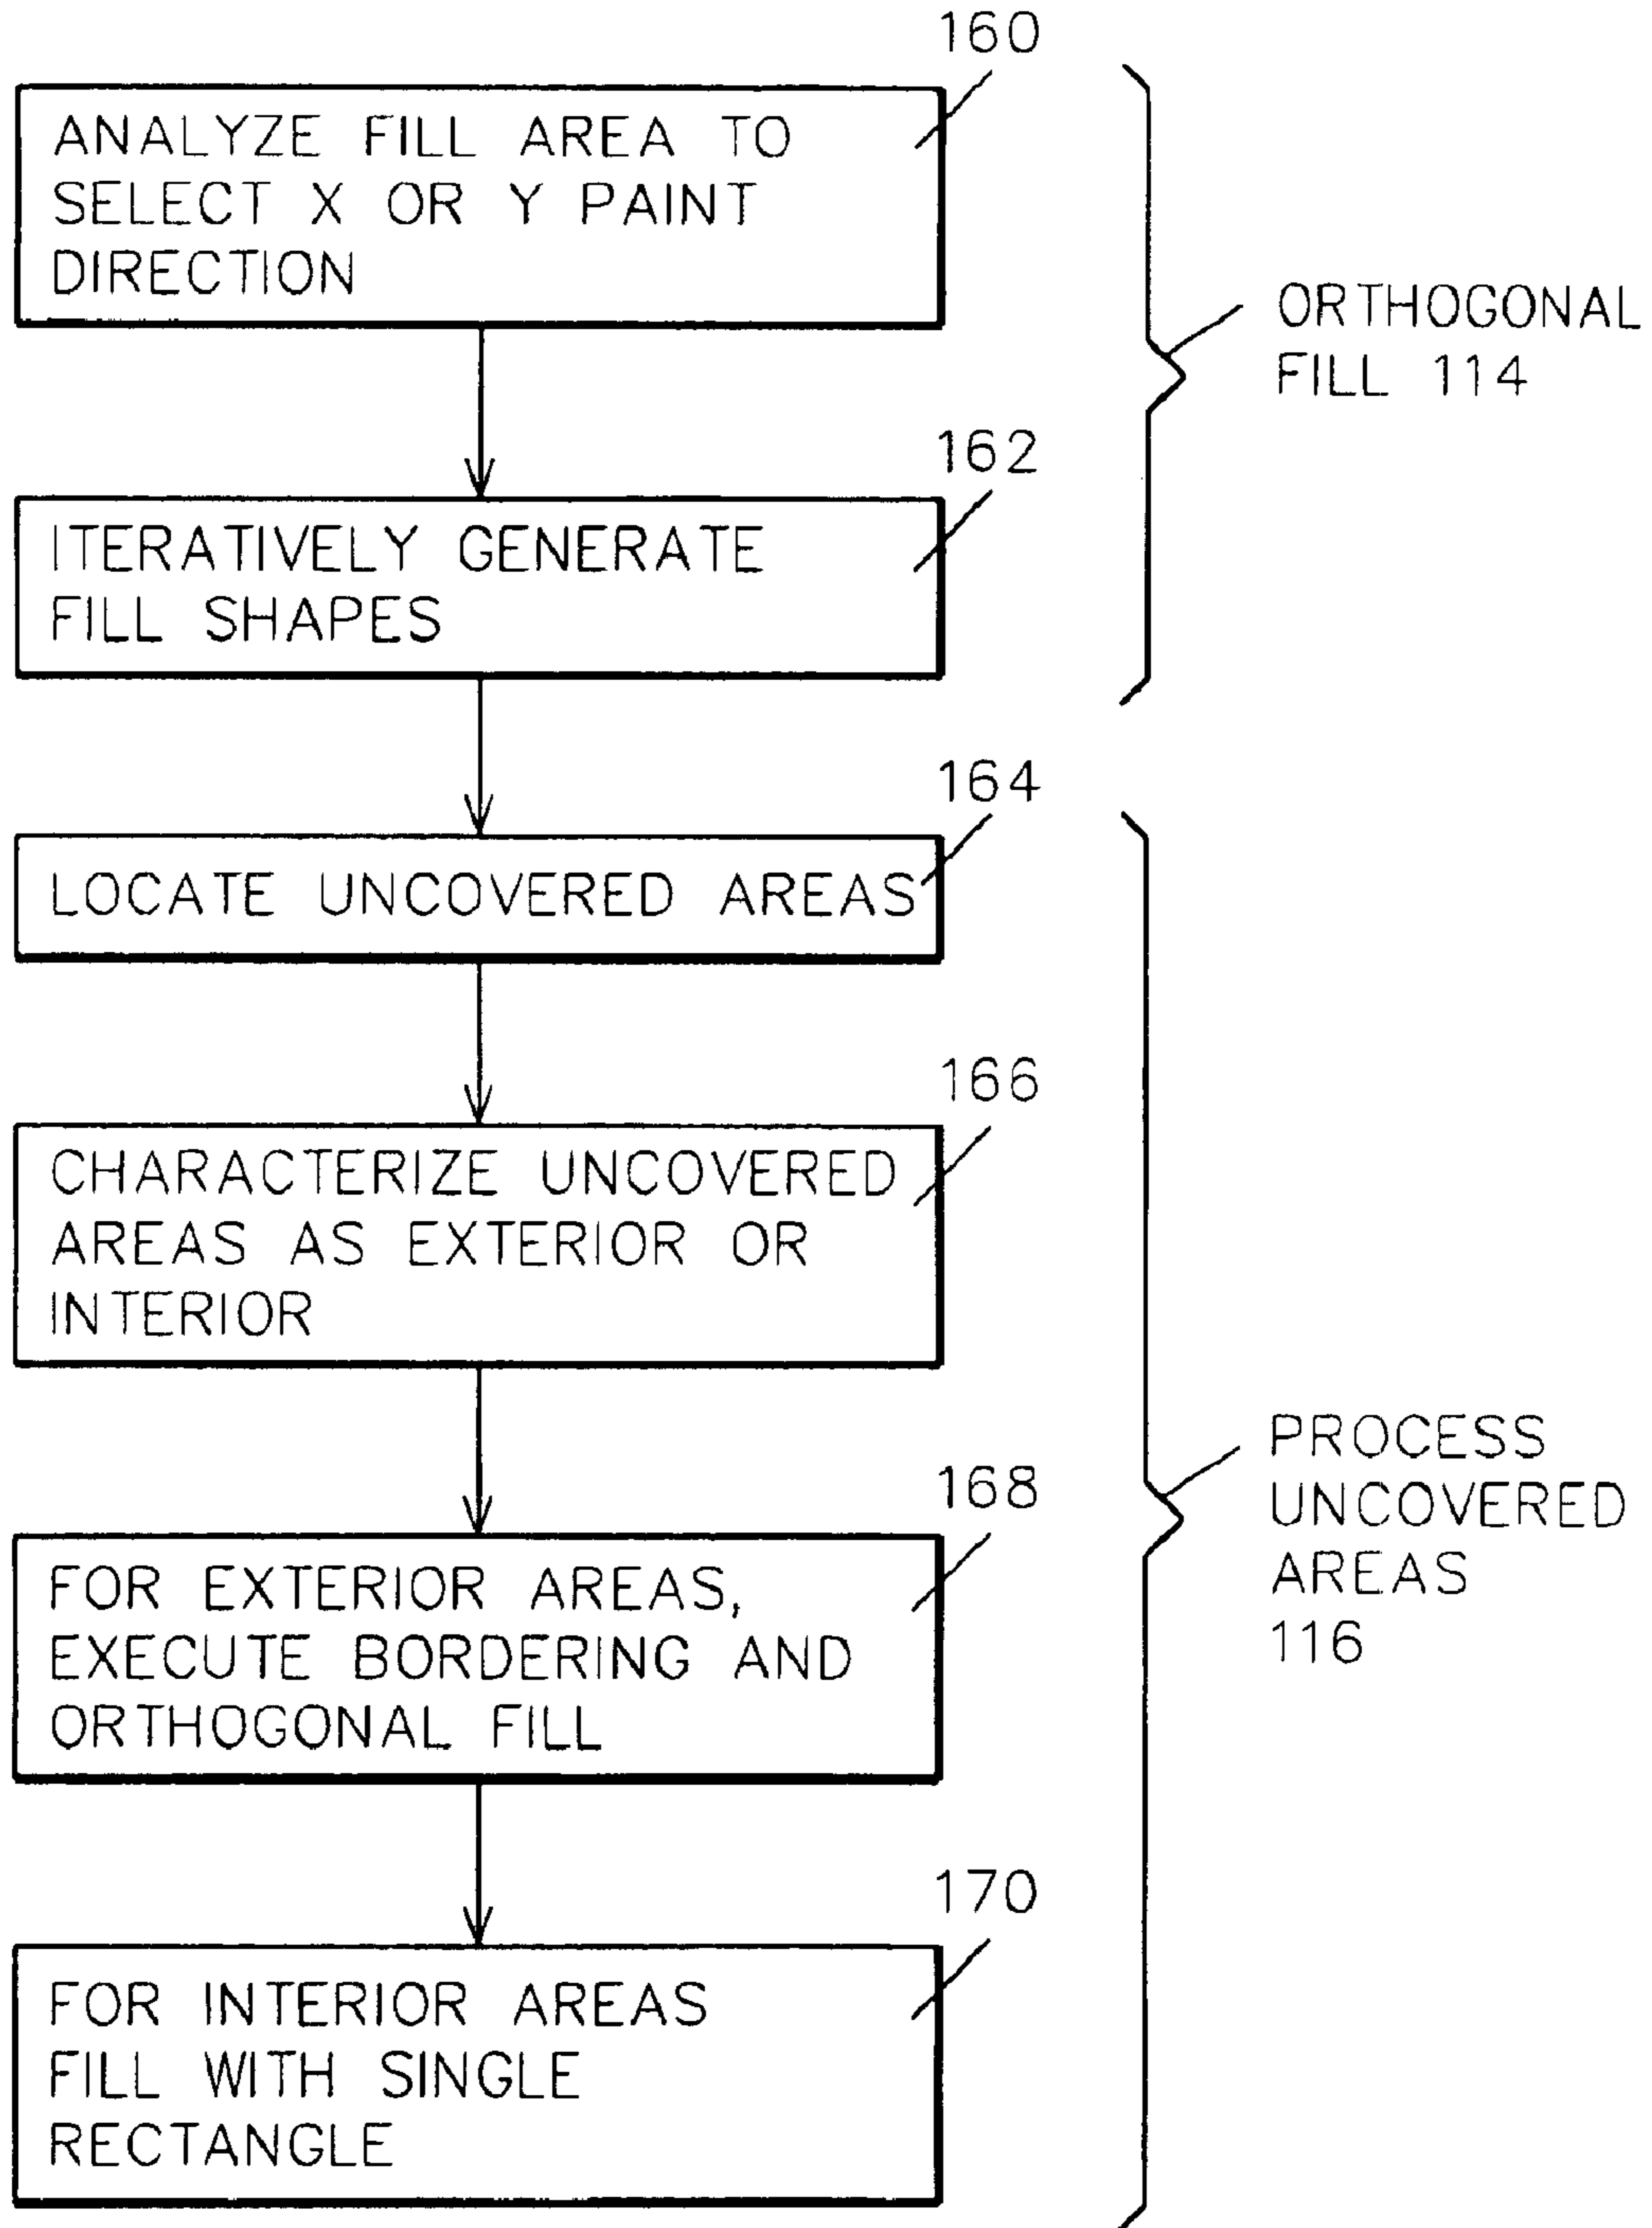 160
ANALYZE FILL AREA TO
SELECT X OR Y PAINT
DIRECTION
ORTHOGONAL
FILL 114
162
ITERATIVELY GENERATE
FILL SHAPES
164
LOCATE UNCOVERED AREAS
166
CHARACTERIZE UNCOVERED
AREAS AS EXTERIOR OR
INTERIOR
PROCESS
UNCOVERED
AREAS
116
168
FOR EXTERIOR AREAS,
EXECUTE BORDERING AND
ORTHOGONAL FILL
170
FOR INTERIOR AREAS
FILL WITH SINGLE
RECTANGLE